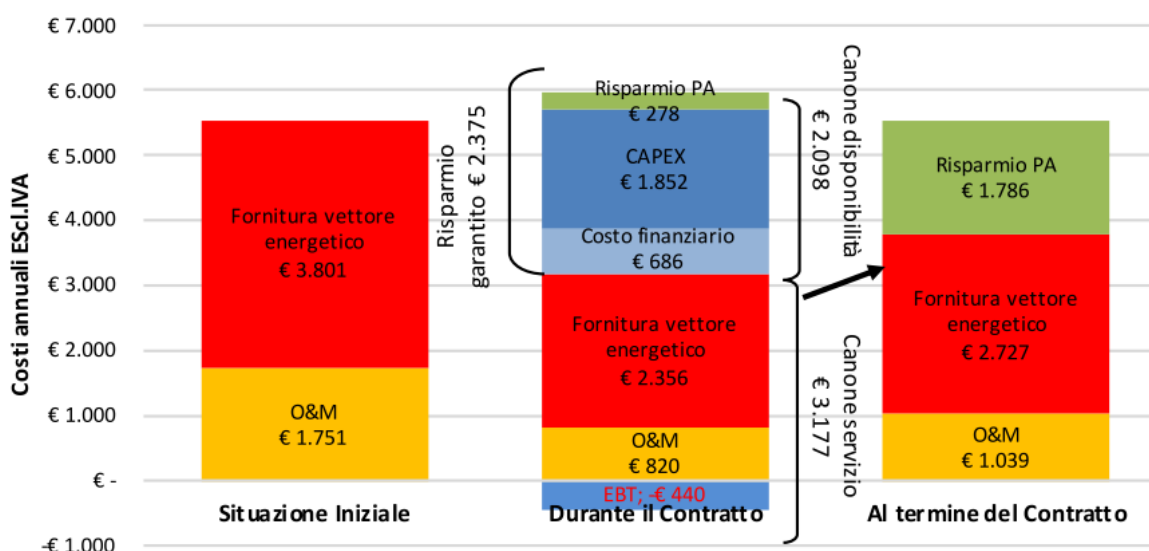 € 7.000
€ 6.000
€ 5.000
€ 4.000
€ 3.000
€ 2.000
€ 1.000
€ -
-€ 1.000
Costi annuali EScl.IVA
Fornitura vettore
energetico
€ 3.801
O&M
€ 1.751
Situazione Iniziale
Risparmio
garantito € 2.375
Risparmio PA
€ 278
CAPEX
€ 1.852
Costo finanziario
€ 686
Fornitura vettore
energetico
€ 2.356
O&M
€ 820
EBT; -€ 440
Durante il Contratto
Canone disponibilità
€ 2.098
Canone servizio
€ 3.177
Risparmio PA
€ 1.786
Fornitura vettore
energetico
€ 2.727
O&M
€ 1.039
Al termine del Contratto